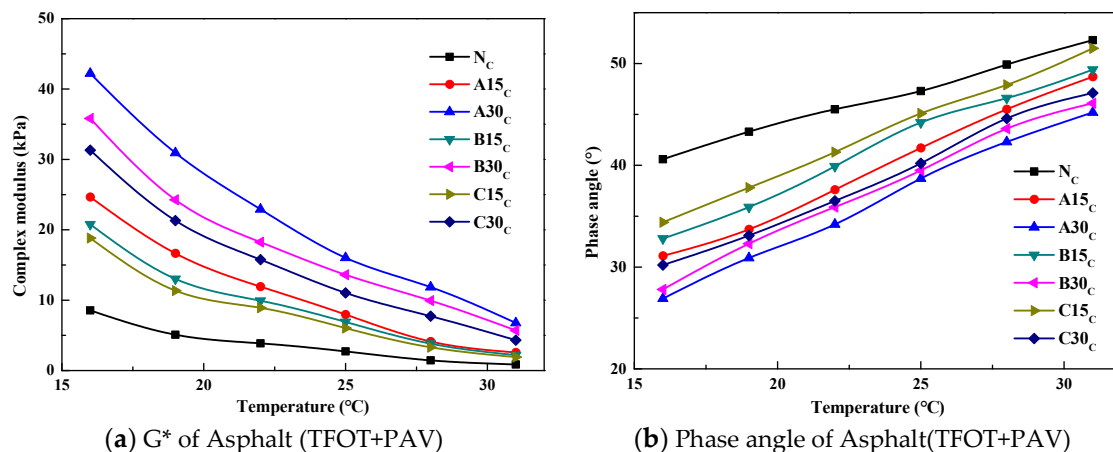 50
40
30
20
10
0
Complex modulus (kPa)
15
20
25
30
Temperature (°C)
N_C
A15_C
A30_C
B15_C
B30_C
C15_C
C30_C
(a) G* of Asphalt (TFOT+PAV)
50
40
30
20
Phase angle (°)
15
20
25
30
Temperature (°C)
N_C
A15_C
A30_C
B15_C
B30_C
C15_C
C30_C
(b) Phase angle of Asphalt(TFOT+PAV)